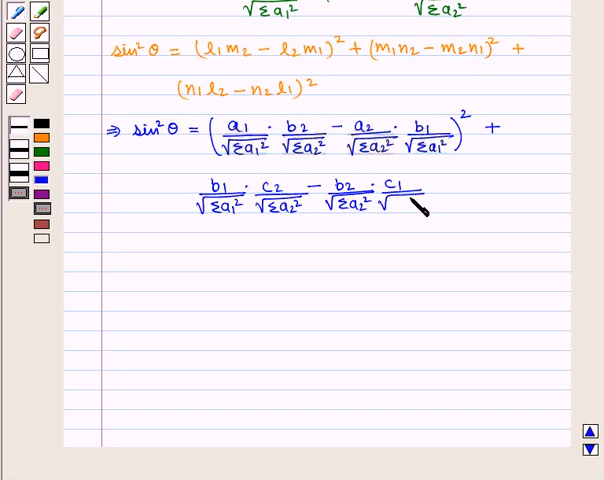 √Σa₁² √Σa₂²
sin²θ = (l₁m₂ − l₂m₁)² + (m₁n₂ − m₂n₁)² +
(n₁l₂ − n₂l₁)²
⇒ sin²θ = (a₁/√Σa₁² · b₂/√Σa₂² − a₂/√Σa₂² · b₁/√Σa₁²)² +
b₁/√Σa₁² · c₂/√Σa₂² − b₂/√Σa₂² · c₁/√